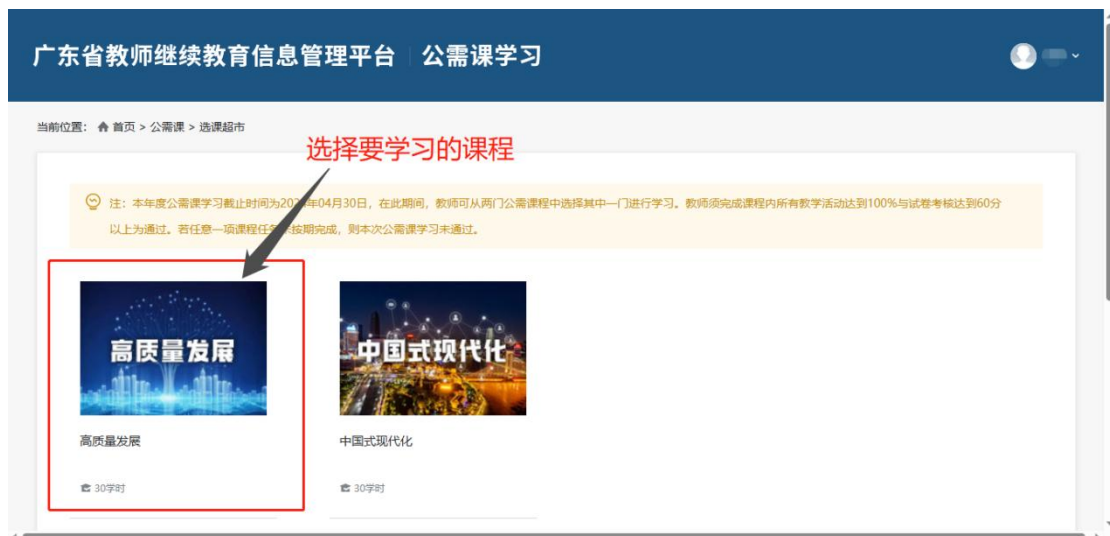 广东省教师继续教育信息管理平台 公需课学习
当前位置： 首页 > 公需课 > 选课超市
选择要学习的课程
注：本年度公需课学习截止时间为202 年04月30日，在此期间，教师可从两门公需课程中选择其中一门进行学习。教师须完成课程内所有教学活动达到100%与试卷考核达到60分
以上为通过。若任意一项课程任 按期完成，则本次公需课学习未通过。
高质量发展
中国式现代化
高质量发展
中国式现代化
30学时
30学时